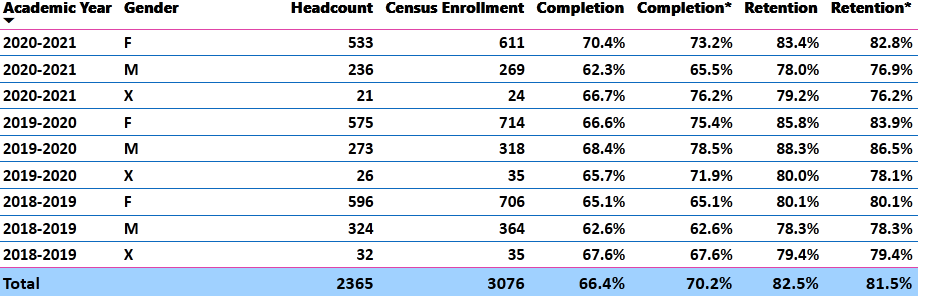 Academic Year Gender Headcount Census Enrollment Completion Completion* Retention Retention*
2020-2021 F 533 611 70.4% 73.2% 83.4% 82.8%
2020-2021 M 236 269 62.3% 65.5% 78.0% 76.9%
2020-2021 X 21 24 66.7% 76.2% 79.2% 76.2%
2019-2020 F 575 714 66.6% 75.4% 85.8% 83.9%
2019-2020 M 273 318 68.4% 78.5% 88.3% 86.5%
2019-2020 X 26 35 65.7% 71.9% 80.0% 78.1%
2018-2019 F 596 706 65.1% 65.1% 80.1% 80.1%
2018-2019 M 324 364 62.6% 62.6% 78.3% 78.3%
2018-2019 X 32 35 67.6% 67.6% 79.4% 79.4%
Total 2365 3076 66.4% 70.2% 82.5% 81.5%